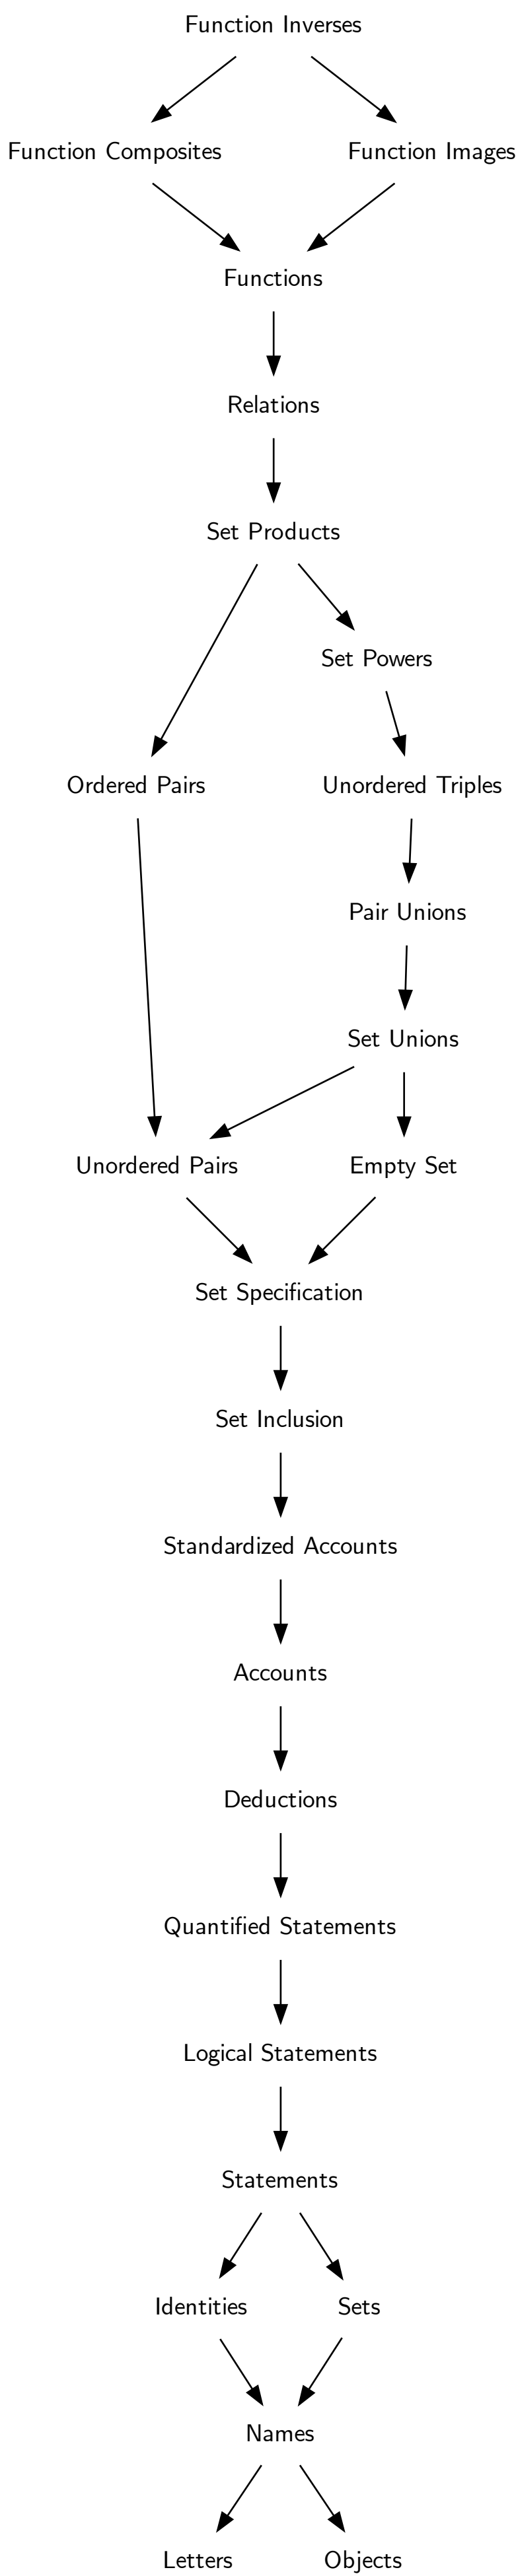 Function Inverses
Function Composites
Function Images
Functions
Relations
Set Products
Set Powers
Ordered Pairs
Unordered Triples
Pair Unions
Set Unions
Unordered Pairs
Empty Set
Set Specification
Set Inclusion
Standardized Accounts
Accounts
Deductions
Quantified Statements
Logical Statements
Statements
Identities
Sets
Names
Letters
Objects